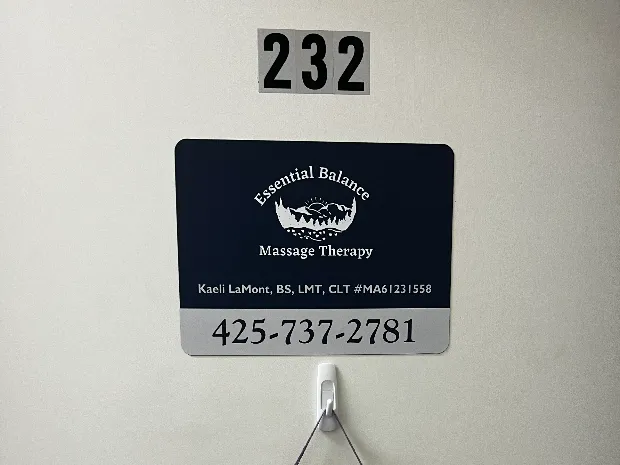 232
Essential Balance
Massage Therapy
Kaeli LaMont, BS, LMT, CLT #MA61231558
425-737-2781